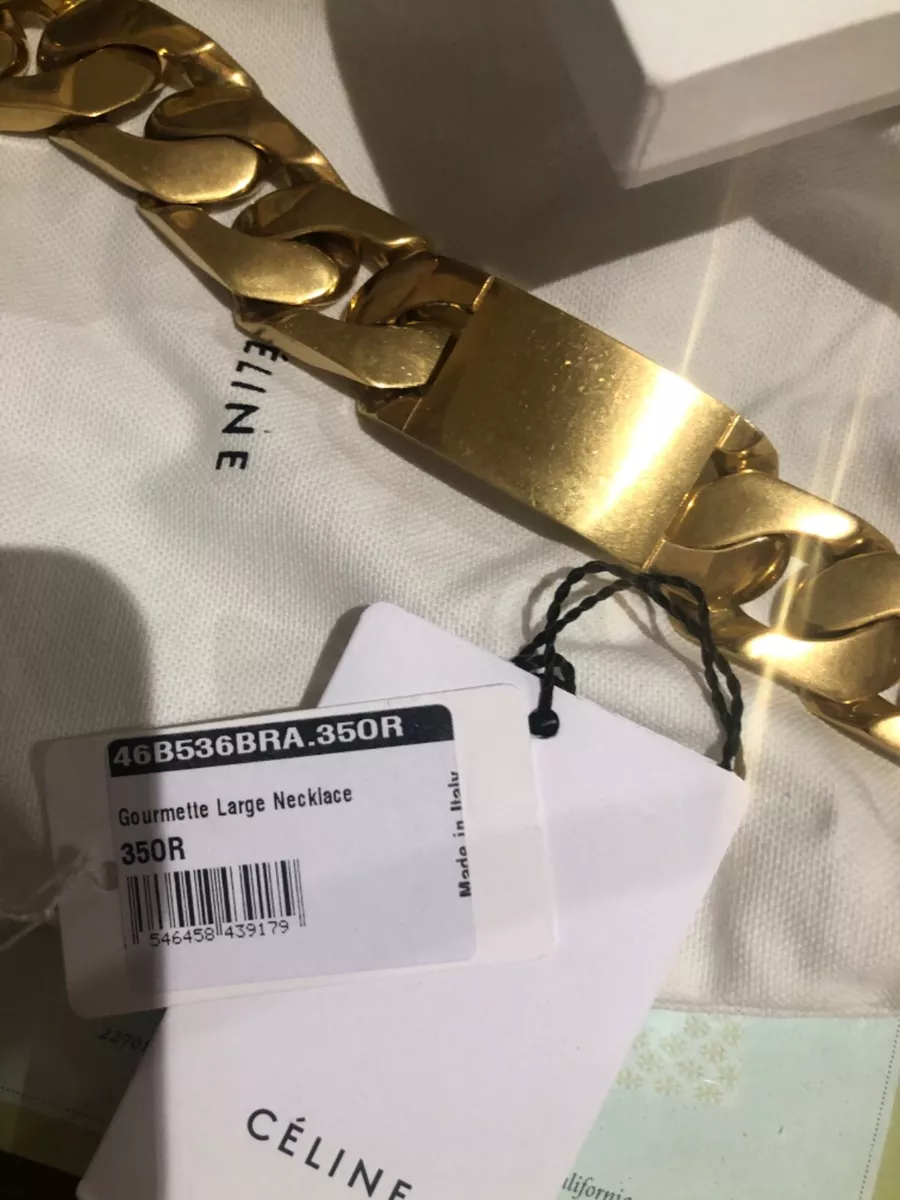 ÉLINE
46B536BRA.35OR
Gourmette Large Necklace
35OR
Made in Italy
546458 439179
CÉLINE